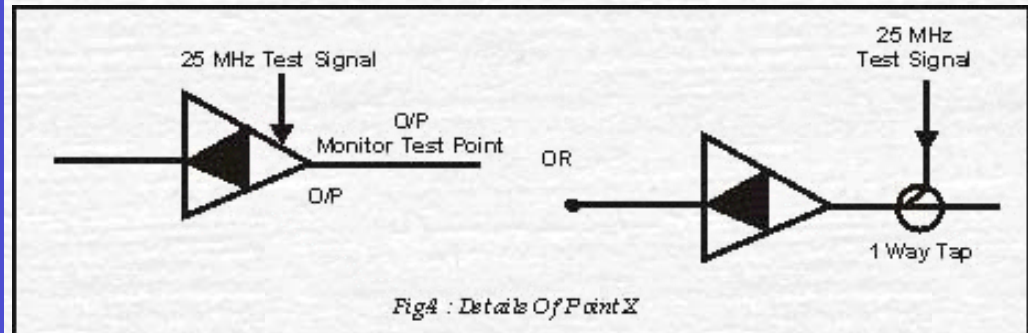 25 MHz Test Signal
O/P
Monitor Test Point
O/P
OR
25 MHz
Test Signal
1 Way Tap
Fig4 : Details Of Point X